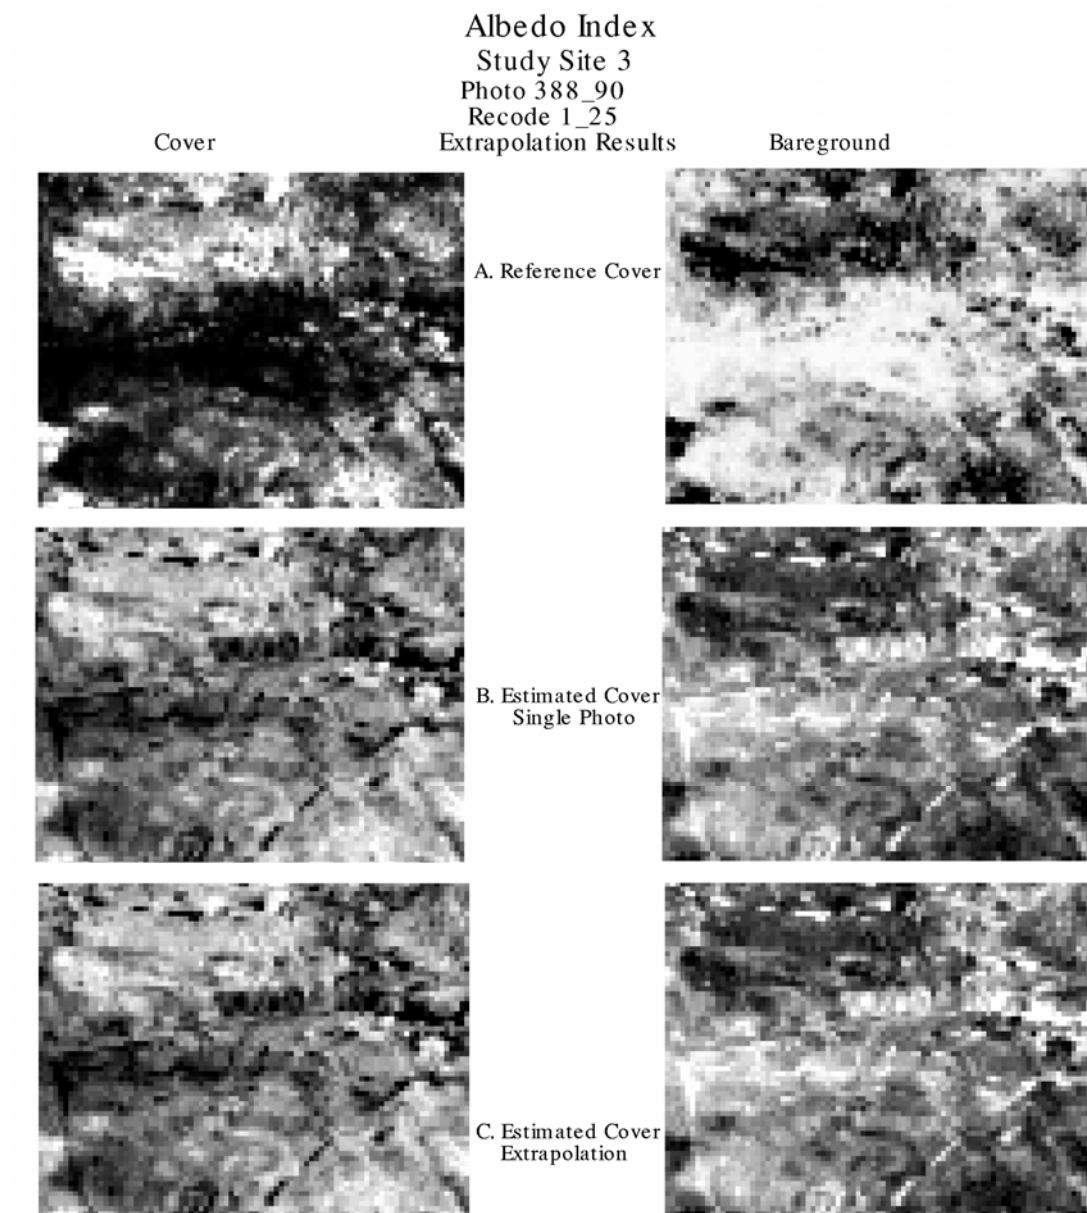 Albedo Index
Study Site 3
Photo 388_90
Recode 1_25
Cover Extrapolation Results Bareground
A. Reference Cover
B. Estimated Cover
Single Photo
C. Estimated Cover
Extrapolation